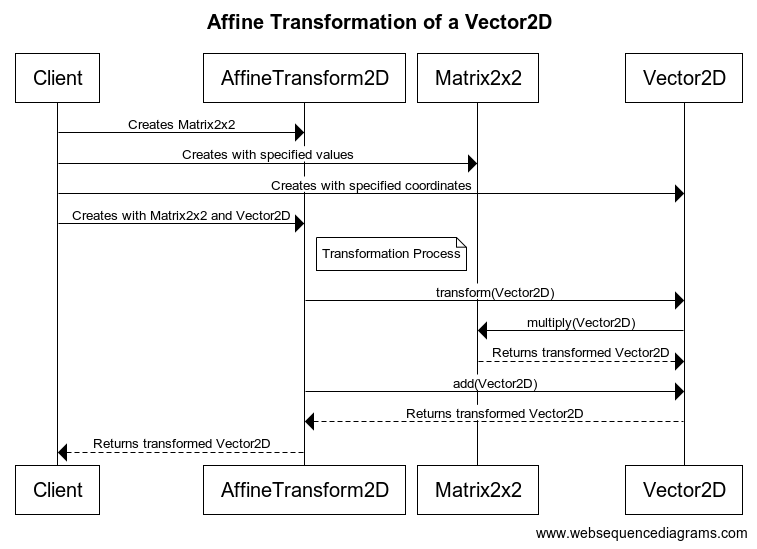 Affine Transformation of a Vector2D
Client
AffineTransform2D
Matrix2x2
Vector2D
Creates Matrix2x2
Creates with specified values
Creates with specified coordinates
Creates with Matrix2x2 and Vector2D
Transformation Process
transform(Vector2D)
multiply(Vector2D)
Returns transformed Vector2D
add(Vector2D)
Returns transformed Vector2D
Returns transformed Vector2D
Client
AffineTransform2D
Matrix2x2
Vector2D
www.websequencediagrams.com